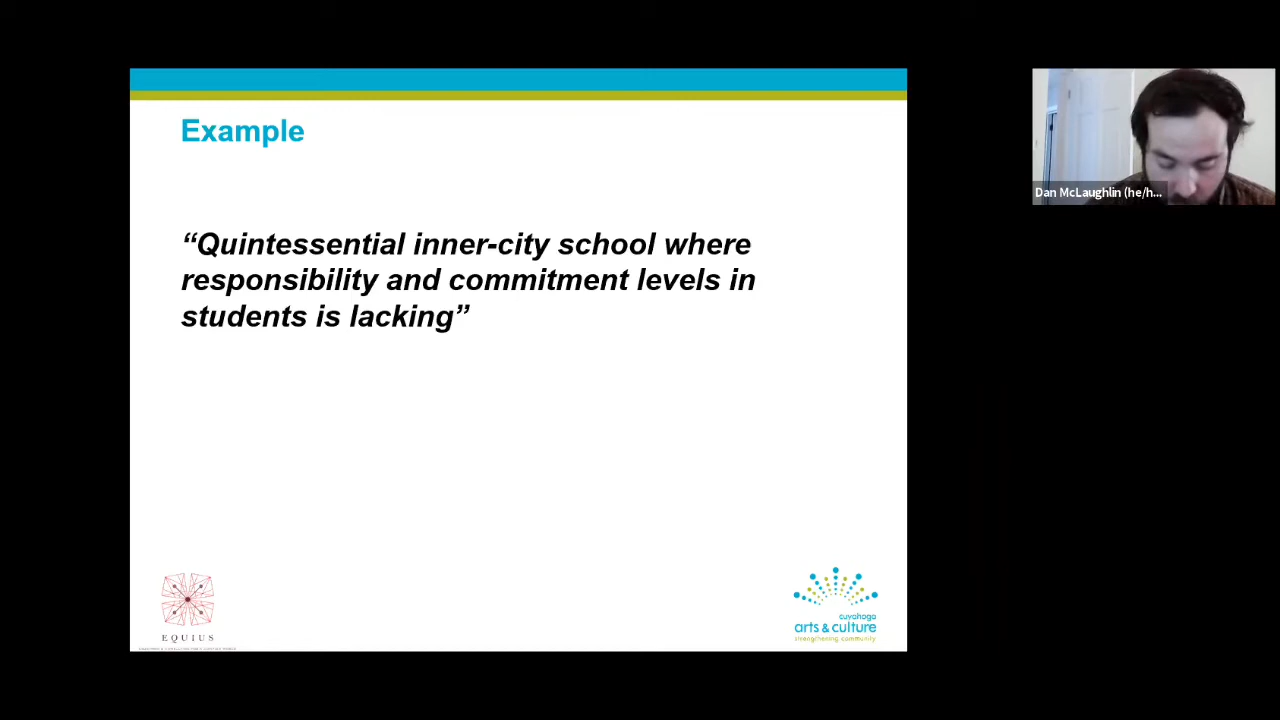 Example
“Quintessential inner-city school where
responsibility and commitment levels in
students is lacking”
Dan McLaughlin (he/h...
EQUIUS
cuyahoga
arts & culture
strengthening community